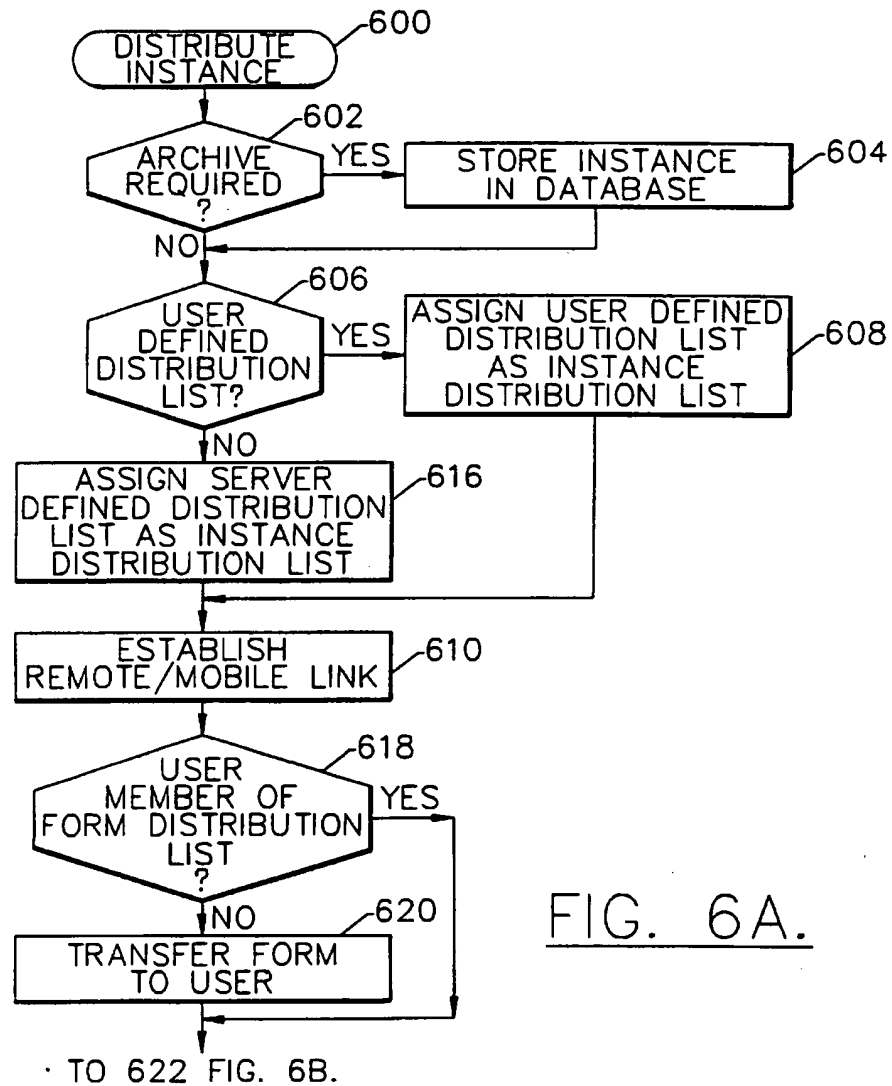 DISTRIBUTE
INSTANCE
600
602
ARCHIVE
REQUIRED
?
YES
STORE INSTANCE
IN DATABASE
604
NO
606
USER
DEFINED
DISTRIBUTION
LIST?
YES
ASSIGN USER DEFINED
DISTRIBUTION LIST
AS INSTANCE
DISTRIBUTION LIST
608
NO
ASSIGN SERVER
DEFINED DISTRIBUTION
LIST AS INSTANCE
DISTRIBUTION LIST
616
ESTABLISH
REMOTE/MOBILE LINK
610
618
USER
MEMBER OF
FORM DISTRIBUTION
LIST
?
YES
NO
620
TRANSFER FORM
TO USER
TO 622 FIG. 6B.
FIG. 6A.